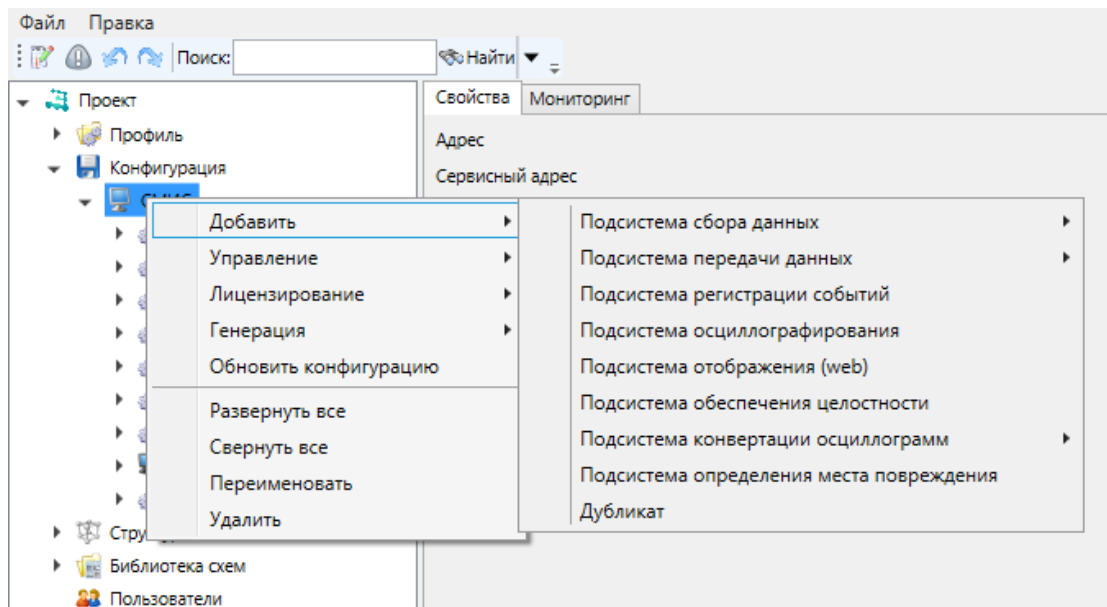 Файл Правка
Поиск: Найти
Проект
Профиль
Конфигурация
Свойства Мониторинг
Адрес
Сервисный адрес
Добавить
Управление
Лицензирование
Генерация
Обновить конфигурацию
Развернуть все
Свернуть все
Переименовать
Удалить
Подсистема сбора данных
Подсистема передачи данных
Подсистема регистрации событий
Подсистема осциллографирования
Подсистема отображения (web)
Подсистема обеспечения целостности
Подсистема конвертации осциллограмм
Подсистема определения места повреждения
Дубликат
Библиотека схем
Пользователи